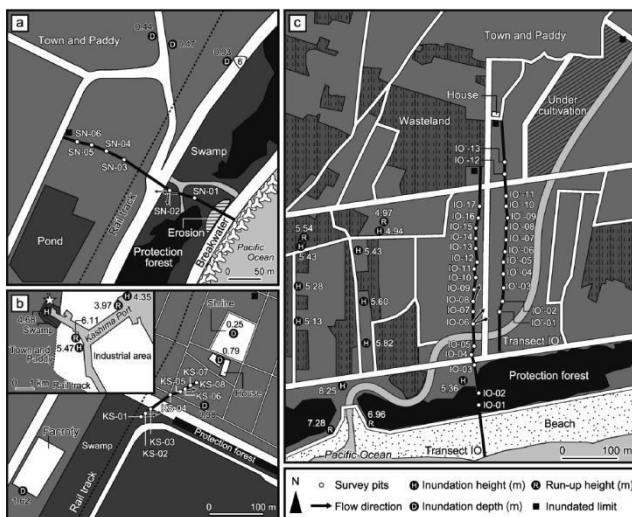 a
0.44
D
D
0.47
0.93
D
6
Town and Paddy
SN-06
SN-05
SN-04
SN-03
Swamp
SN-01
SN-02
Erosion
Rail track
Pond
Protection forest
Breakwater
Pacific
Ocean
0 50 m
b
4.35
3.97
R
H
Kashima Port
6.11
4.68
H
Swamp
Town and
Paddy
R
5.47
H
Industrial area
0 1 km
Rail track
Shrine
0.25
D
0.79
D
House
KS-07
KS-05
KS-08
KS-06
KS-01
KS-04
D
KS-03
KS-02
Protection forest
Swamp
Rail track
Facroty
D
1.62
0 100 m
c
Town and Paddy
House
Wasteland
Under
cultivation
IO'-13
IO'-12
IO-17
IO-16
IO-15
IO-14
IO-13
IO-12
IO-11
IO-10
IO-09
IO-08
IO-07
IO-06
IO-05
IO-04
IO-03
IO-02
IO-01
IO'-11
IO'-10
IO'-09
IO'-08
IO'-07
IO'-06
IO'-05
IO'-04
IO'-03
IO'-02
IO'-01
Transect IO'
4.97
R
H
4.94
5.54
R
H
5.43
H
5.43
H
5.28
H
5.60
H
5.13
H
5.82
H
8.25
H
5.36
H
7.28
R
6.96
R
Protection forest
Beach
Pacific Ocean
Transect IO
0 100 m
N
Survey pits
H Inundation height (m)
R Run-up height (m)
Flow direction
D Inundation depth (m)
Inundated limit